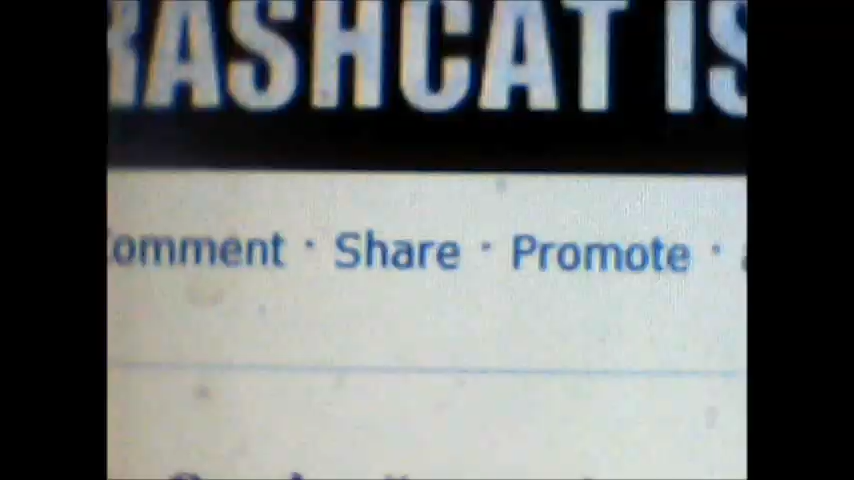 RASHCAT IS
omment · Share · Promote ·